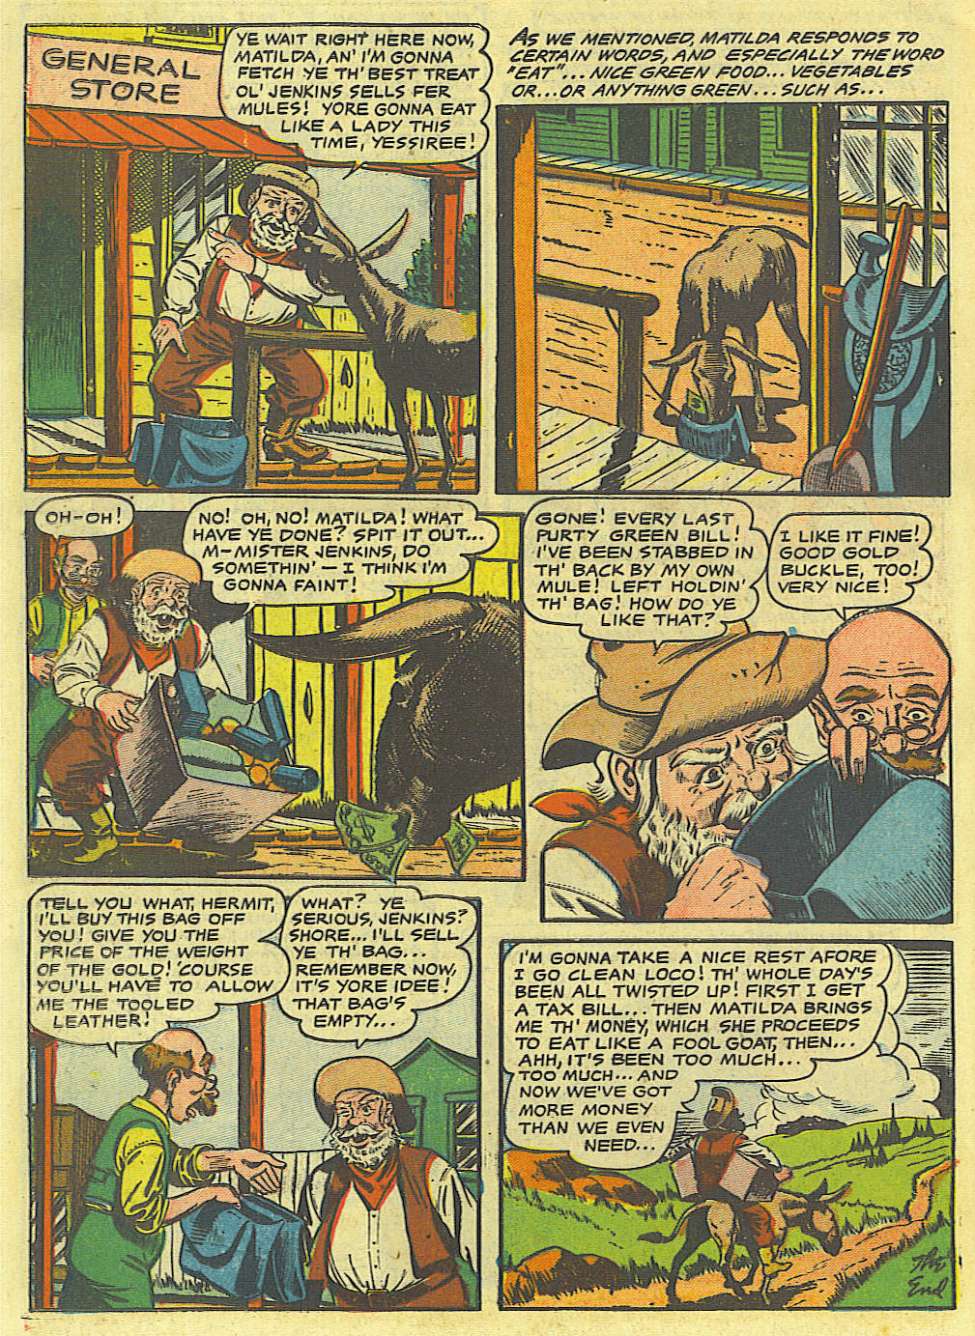 GENERAL
STORE
YE WAIT RIGHT HERE NOW,
MATILDA, AN' I'M GONNA
FETCH YE TH' BEST TREAT
OL' JENKINS SELLS FER
MULES! YORE GONNA EAT
LIKE A LADY THIS
TIME, YESSIREE!
AS WE MENTIONED, MATILDA RESPONDS TO
CERTAIN WORDS, AND ESPECIALLY THE WORD
"EAT"... NICE GREEN FOOD... VEGETABLES
OR... OR ANYTHING GREEN... SUCH AS...
OH-OH!
NO! OH, NO! MATILDA! WHAT
HAVE YE DONE? SPIT IT OUT...
M-MISTER JENKINS, DO
SOMETHIN' — I THINK I'M
GONNA FAINT!
GONE! EVERY LAST
PURTY GREEN BILL!
I'VE BEEN STABBED IN
TH' BACK BY MY OWN
MULE! LEFT HOLDIN'
TH' BAG! HOW DO YE
LIKE THAT?
I LIKE IT FINE!
GOOD GOLD
BUCKLE, TOO!
VERY NICE!
TELL YOU WHAT, HERMIT,
I'LL BUY THIS BAG OFF
YOU! GIVE YOU THE
PRICE OF THE WEIGHT
OF THE GOLD! 'COURSE
YOU'LL HAVE TO ALLOW
ME THE TOOLED
LEATHER!
WHAT? YE
SERIOUS, JENKINS?
SHORE... I'LL SELL
YE TH' BAG...
REMEMBER NOW,
IT'S YORE IDEE!
THAT BAG'S
EMPTY...
I'M GONNA TAKE A NICE REST AFORE
I GO CLEAN LOCO! TH' WHOLE DAY'S
BEEN ALL TWISTED UP! FIRST I GET
A TAX BILL... THEN MATILDA BRINGS
ME TH' MONEY, WHICH SHE PROCEEDS
TO EAT LIKE A FOOL GOAT, THEN...
AHH, IT'S BEEN TOO MUCH...
TOO MUCH... AND
NOW WE'VE GOT
MORE MONEY
THAN WE EVEN
NEED...
The
End